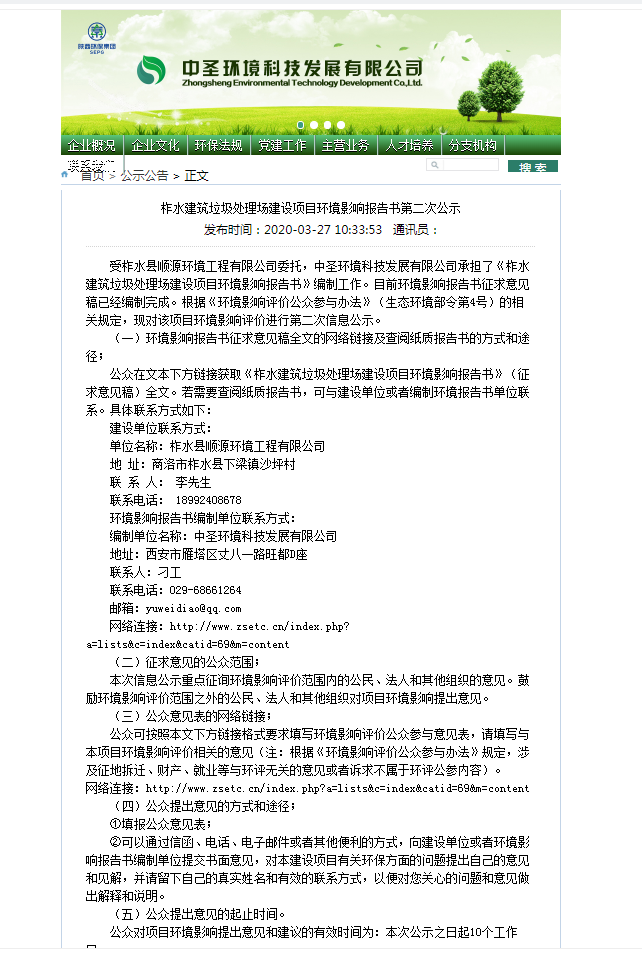 陕西环保集团
SEPG
中圣环境科技发展有限公司
Zhongsheng Environmental Technology Development Co.,Ltd.
企业概况 企业文化 环保法规 党建工作 主营业务 人才培养 分支机构
联系我们
搜 索
首页 > 公示公告 > 正文
柞水建筑垃圾处理场建设项目环境影响报告书第二次公示
发布时间：2020-03-27 10:33:53 通讯员：
受柞水县顺源环境工程有限公司委托，中圣环境科技发展有限公司承担了《柞水
建筑垃圾处理场建设项目环境影响报告书》编制工作。目前环境影响报告书征求意见
稿已经编制完成。根据《环境影响评价公众参与办法》（生态环境部令第4号）的相
关规定，现对该项目环境影响评价进行第二次信息公示。
（一）环境影响报告书征求意见稿全文的网络链接及查阅纸质报告书的方式和途
径；
公众在文本下方链接获取《柞水建筑垃圾处理场建设项目环境影响报告书》（征
求意见稿）全文。若需要查阅纸质报告书，可与建设单位或者编制环境报告书单位联
系。具体联系方式如下：
建设单位联系方式：
单位名称：柞水县顺源环境工程有限公司
地 址：商洛市柞水县下梁镇沙坪村
联 系 人： 李先生
联系电话： 18992408678
环境影响报告书编制单位联系方式：
编制单位名称：中圣环境科技发展有限公司
地址：西安市雁塔区丈八一路旺都D座
联系人：刁工
联系电话：029-68661264
邮箱：yuweidiao@qq.com
网络连接：http://www.zsetc.cn/index.php?
a=lists&c=index&catid=69&m=content
（二）征求意见的公众范围；
本次信息公示重点征询环境影响评价范围内的公民、法人和其他组织的意见。鼓
励环境影响评价范围之外的公民、法人和其他组织对项目环境影响提出意见。
（三）公众意见表的网络链接；
公众可按照本文下方链接格式要求填写环境影响评价公众参与意见表，请填写与
本项目环境影响评价相关的意见（注：根据《环境影响评价公众参与办法》规定，涉
及征地拆迁、财产、就业等与环评无关的意见或者诉求不属于环评公参内容）。
网络连接：http://www.zsetc.cn/index.php?a=lists&c=index&catid=69&m=content
（四）公众提出意见的方式和途径；
①填报公众意见表；
②可以通过信函、电话、电子邮件或者其他便利的方式，向建设单位或者环境影
响报告书编制单位提交书面意见，对本建设项目有关环保方面的问题提出自己的意见
和见解，并请留下自己的真实姓名和有效的联系方式，以便对您关心的问题和意见做
出解释和说明。
（五）公众提出意见的起止时间。
公众对项目环境影响提出意见和建议的有效时间为：本次公示之日起10个工作